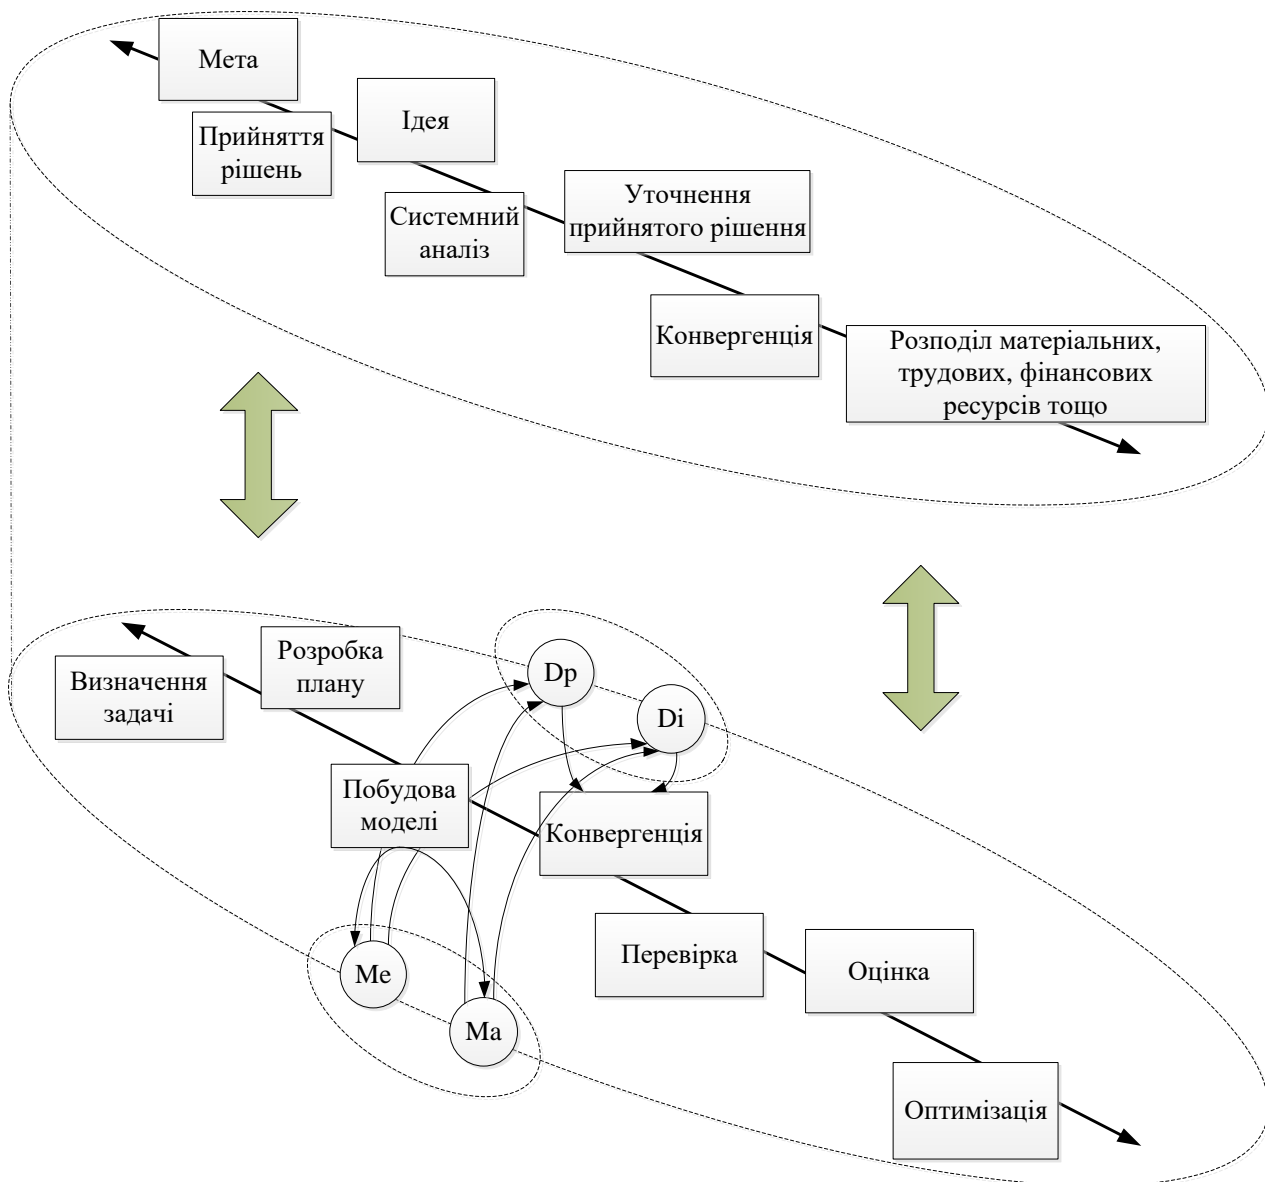 Мета
Прийняття
рішень
Ідея
Системний
аналіз
Уточнення
прийнятого рішення
Конвергенція
Розподіл матеріальних,
трудових, фінансових
ресурсів тощо
Визначення
задачі
Розробка
плану
Dp
Di
Побудова
моделі
Конвергенція
Me
Ma
Перевірка
Оцінка
Оптимізація